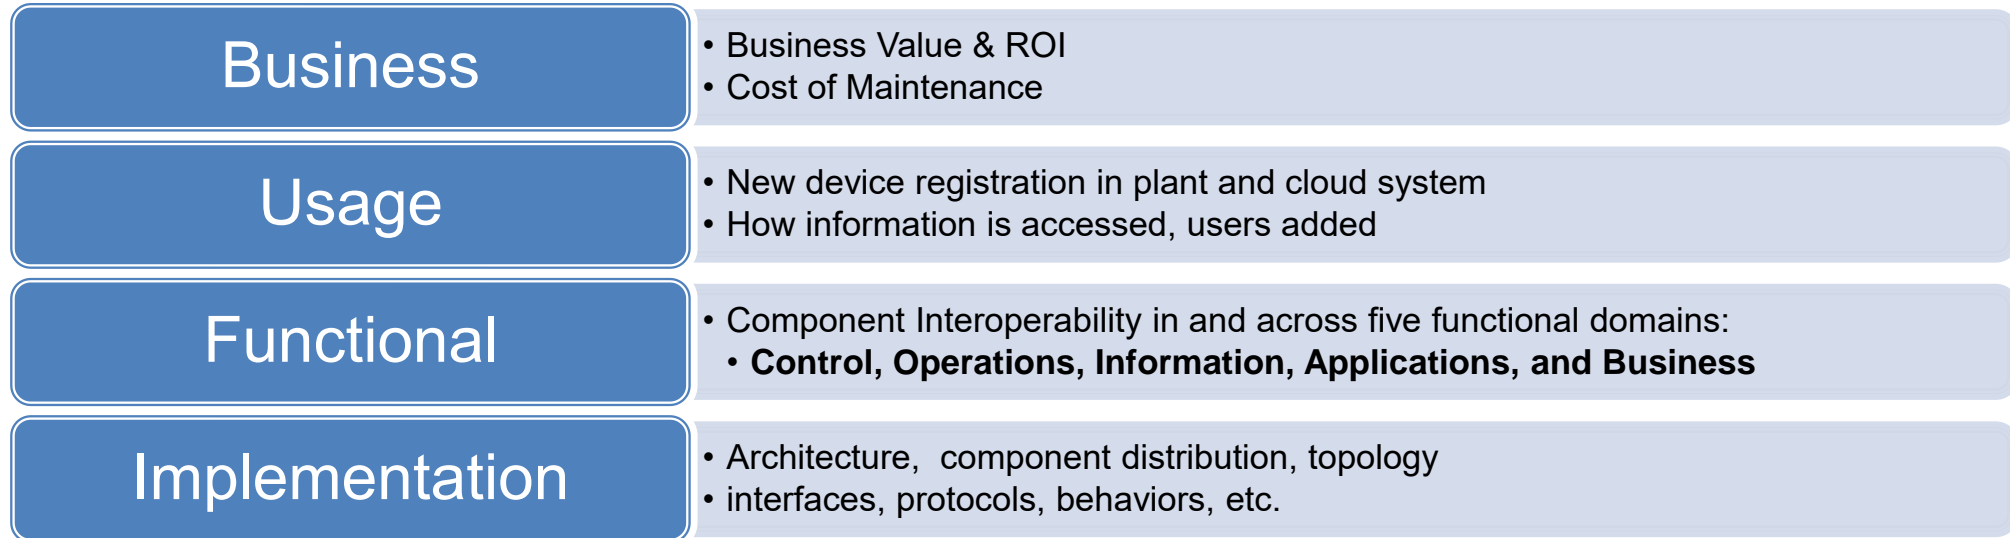 Business
• Business Value & ROI
• Cost of Maintenance
Usage
• New device registration in plant and cloud system
• How information is accessed, users added
Functional
• Component Interoperability in and across five functional domains:
• Control, Operations, Information, Applications, and Business
Implementation
• Architecture,  component distribution, topology
• interfaces, protocols, behaviors, etc.